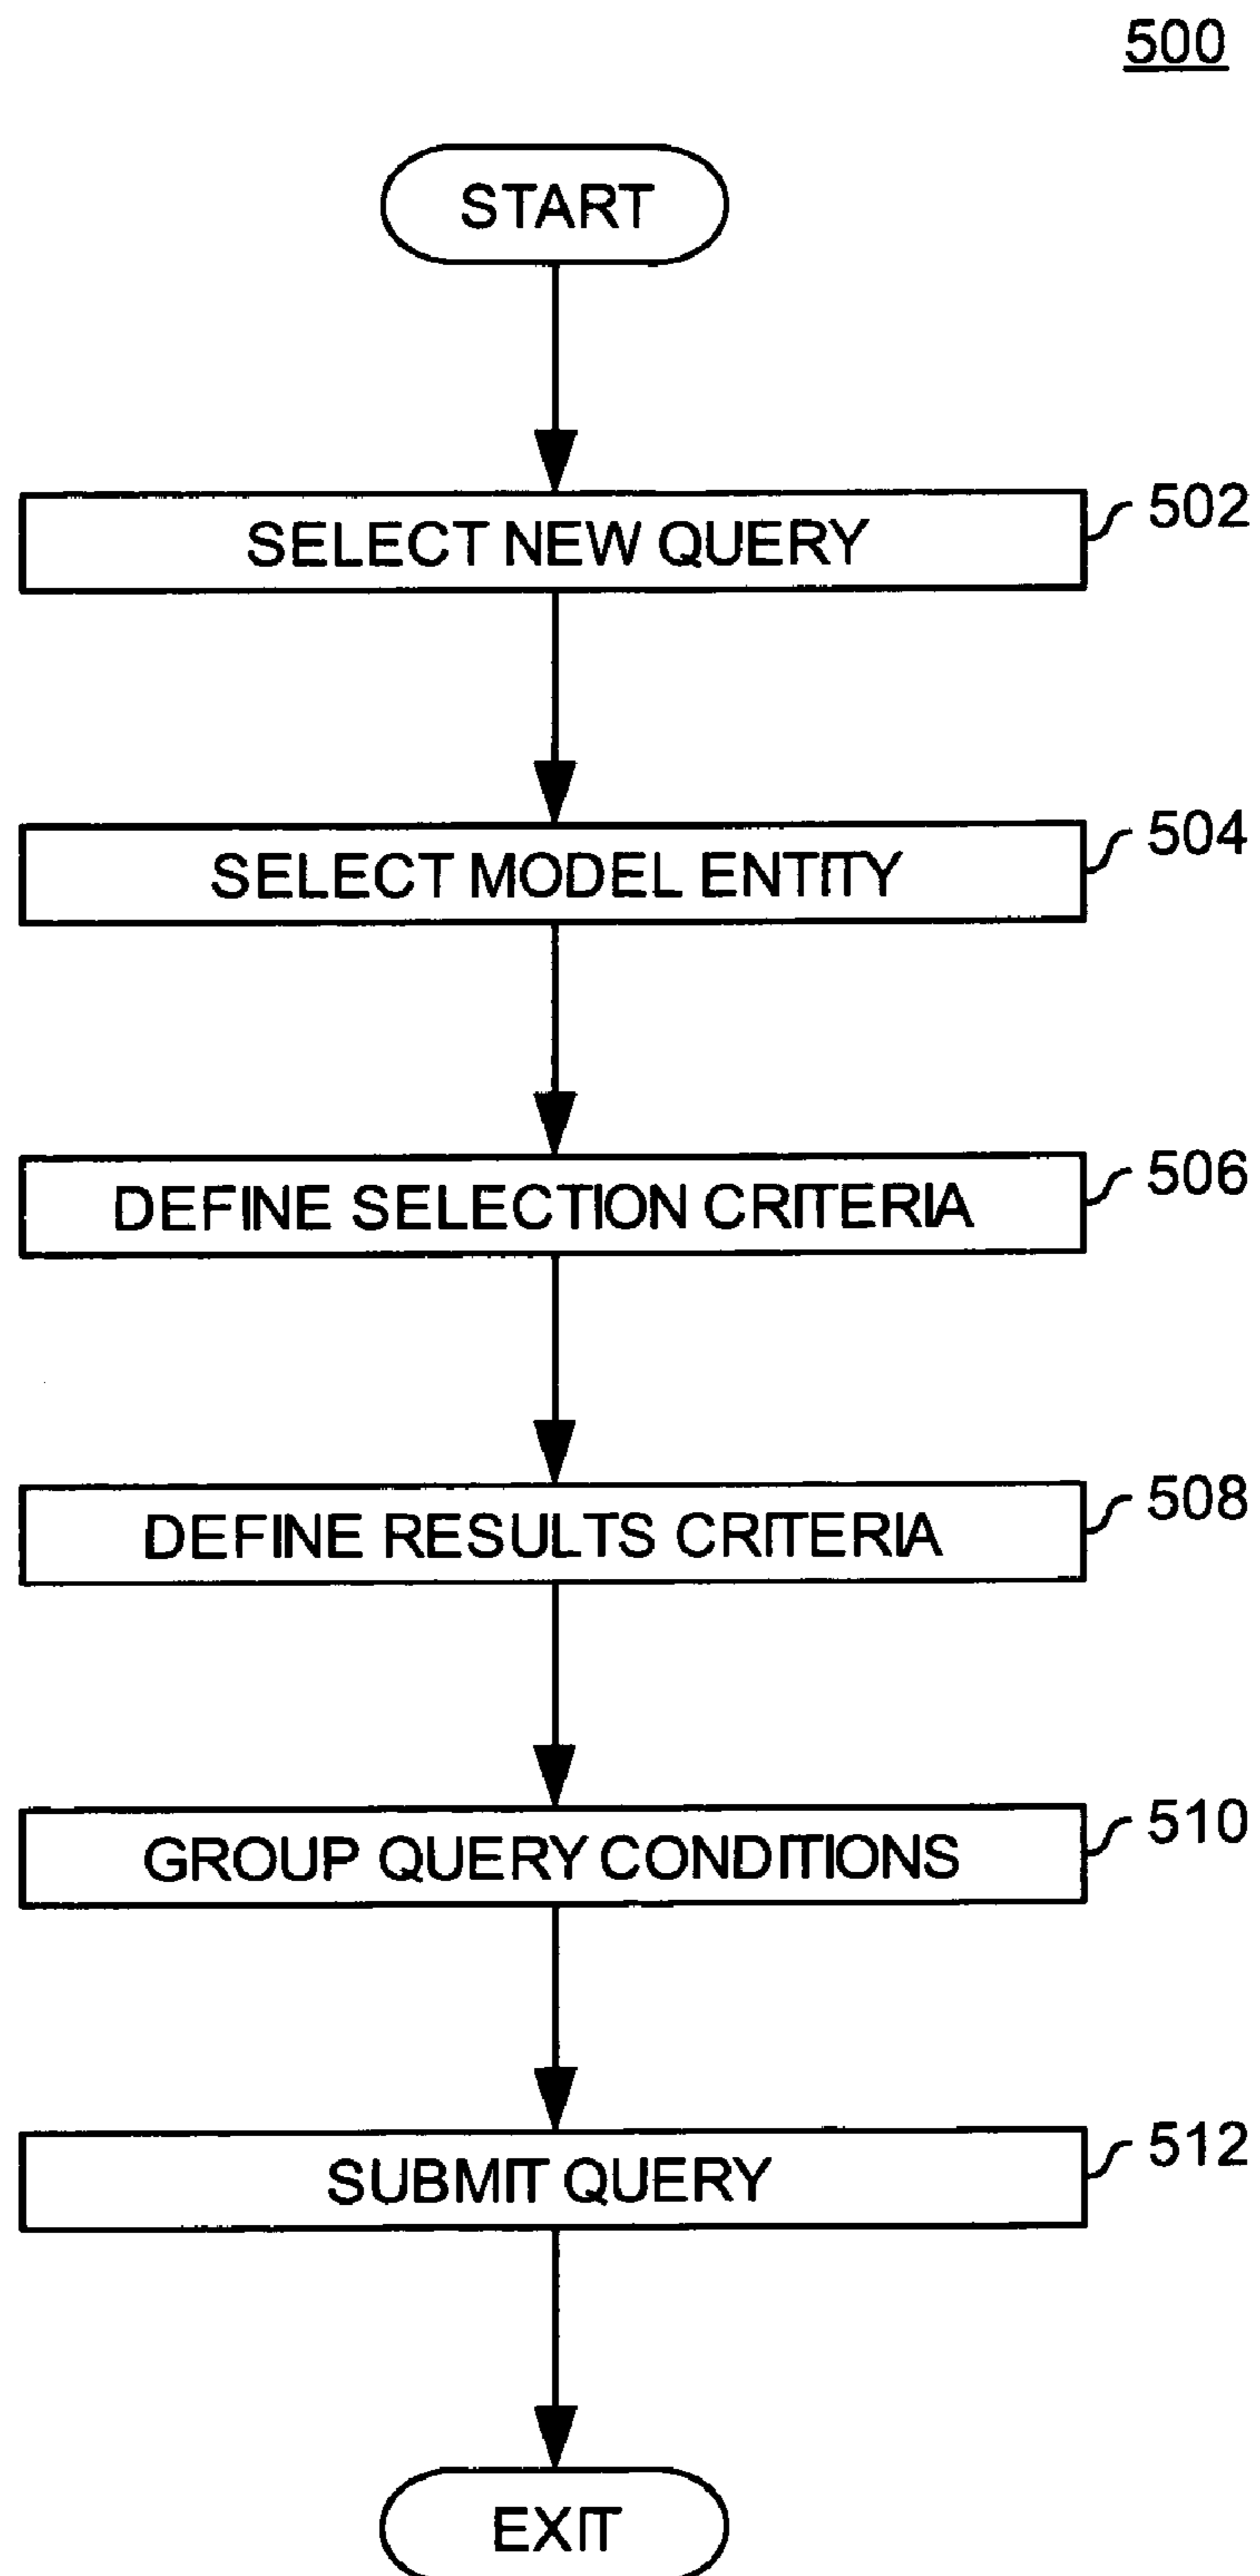 500
START
SELECT NEW QUERY
502
SELECT MODEL ENTITY
504
DEFINE SELECTION CRITERIA
506
DEFINE RESULTS CRITERIA
508
GROUP QUERY CONDITIONS
510
SUBMIT QUERY
512
EXIT